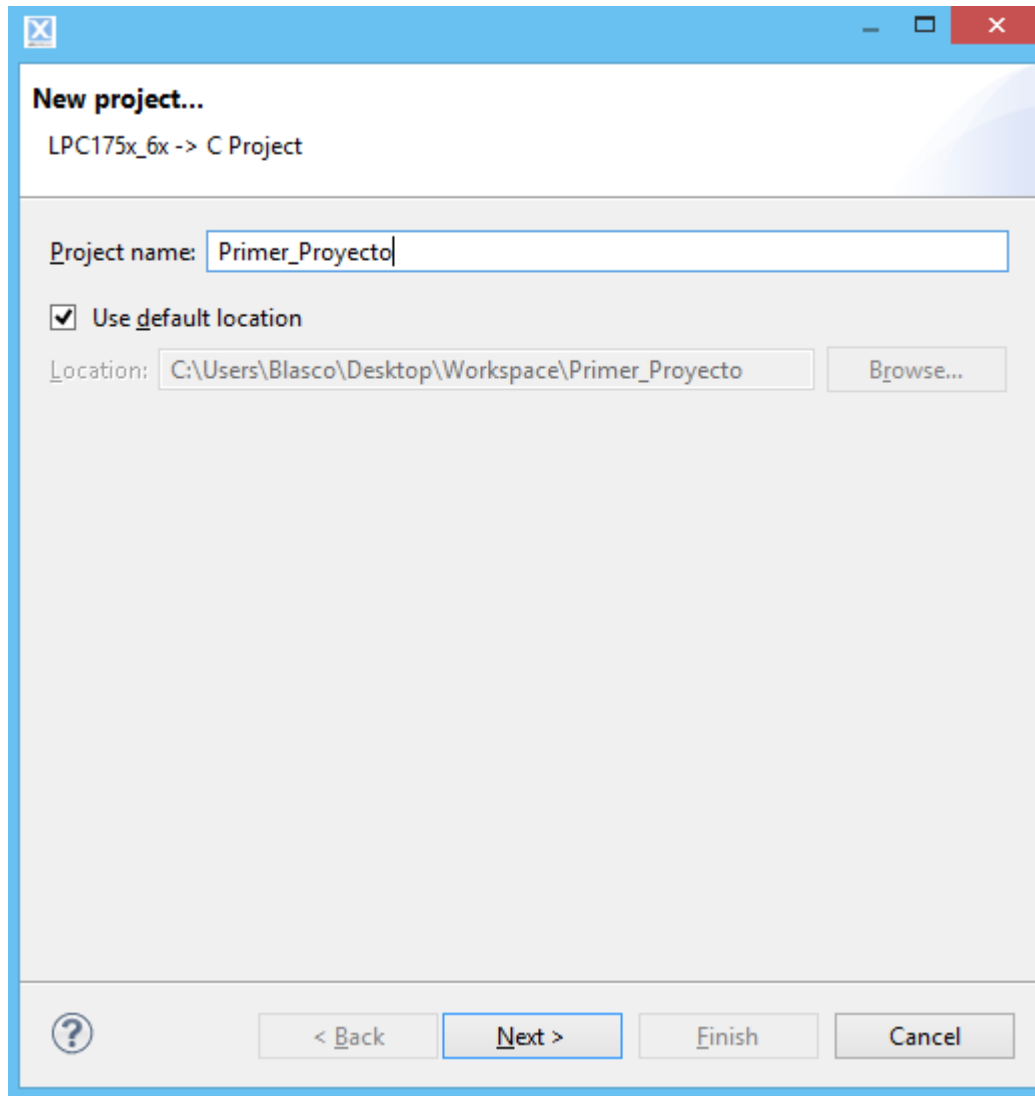 New project...
LPC175x_6x -> C Project
Project name: Primer_Proyecto
Use default location
Location: C:\Users\Blasco\Desktop\Workspace\Primer_Proyecto Browse...
? < Back Next > Finish Cancel